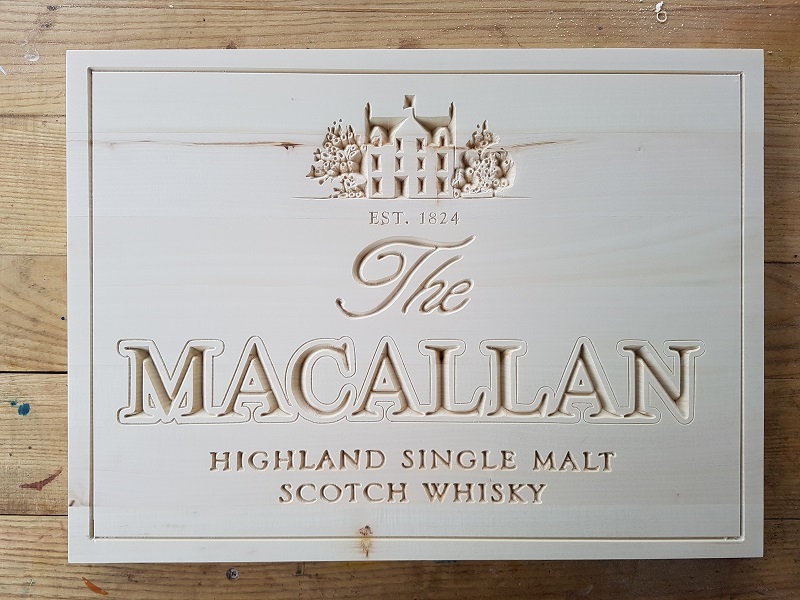 EST. 1824
The
MACALLAN
HIGHLAND SINGLE MALT
SCOTCH WHISKY